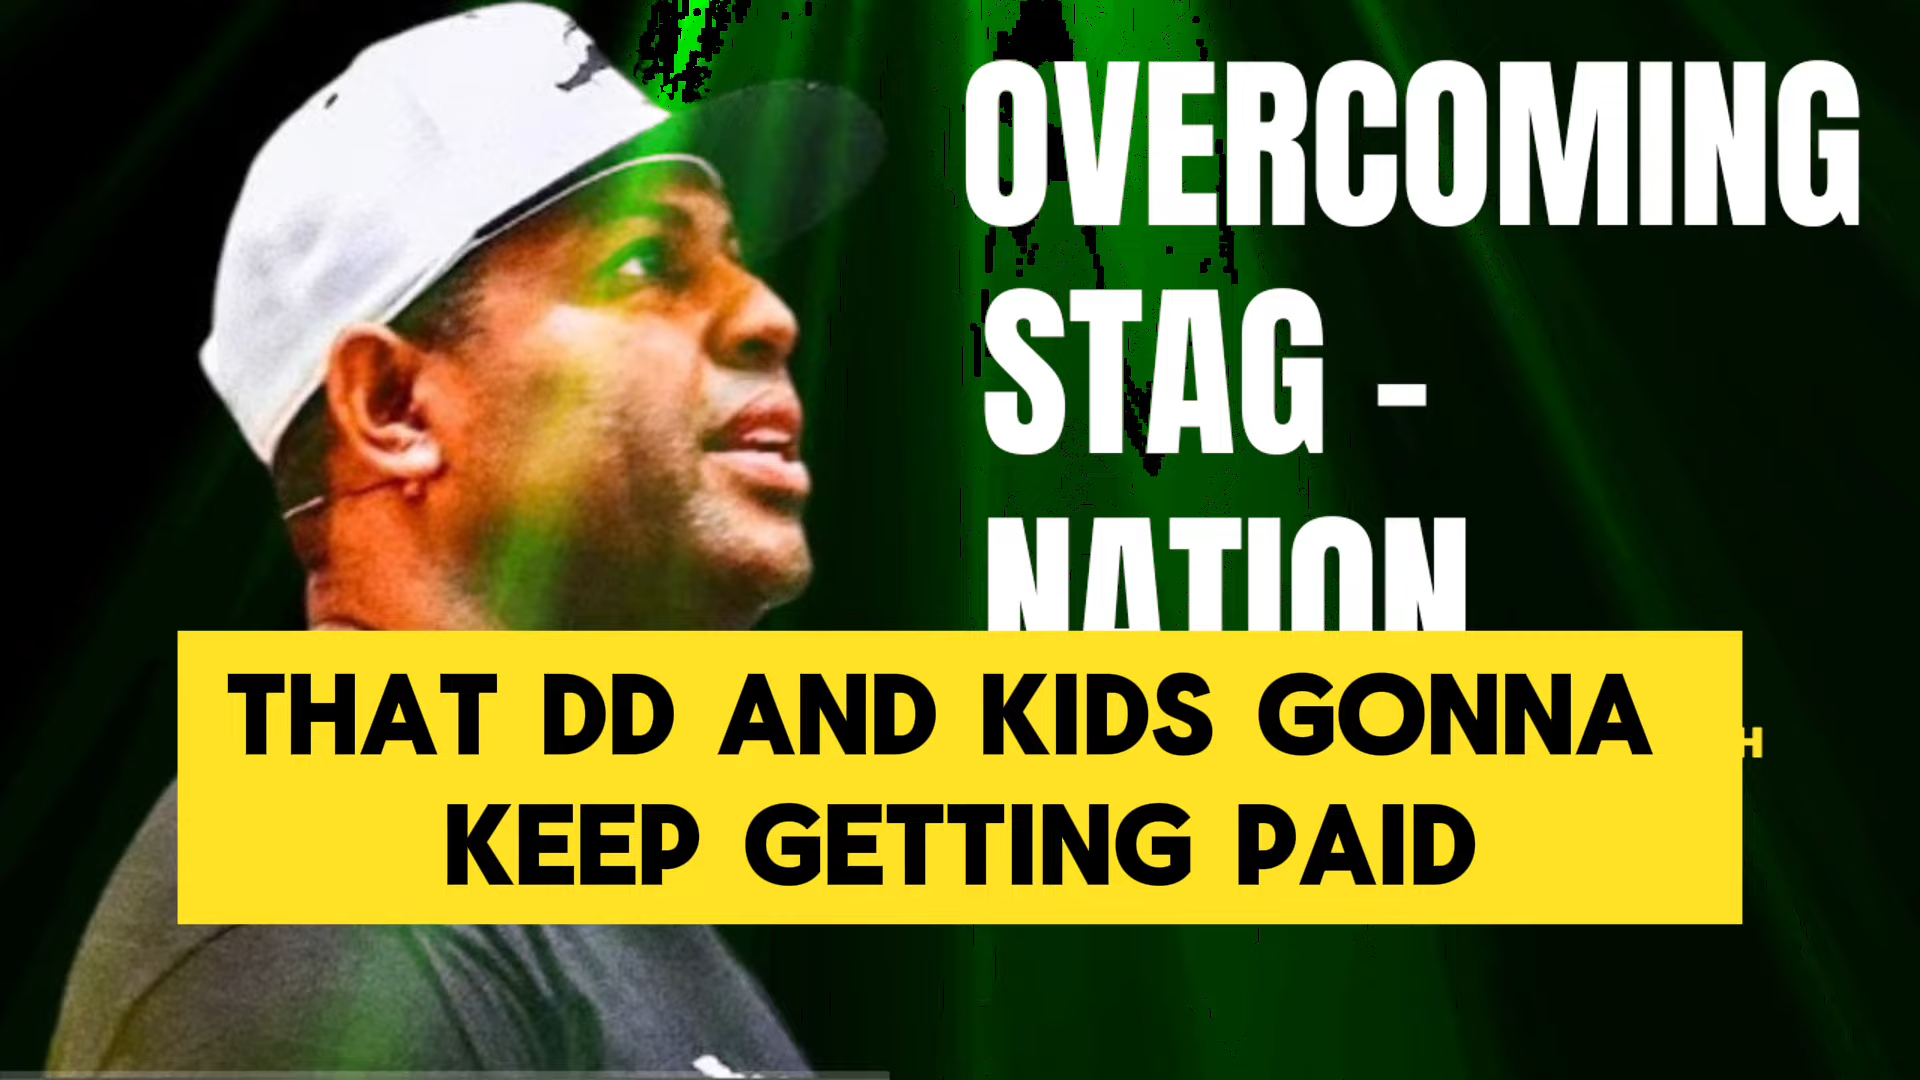 OVERCOMING
STAG -
NATION
THAT DD AND KIDS GONNA
KEEP GETTING PAID
H